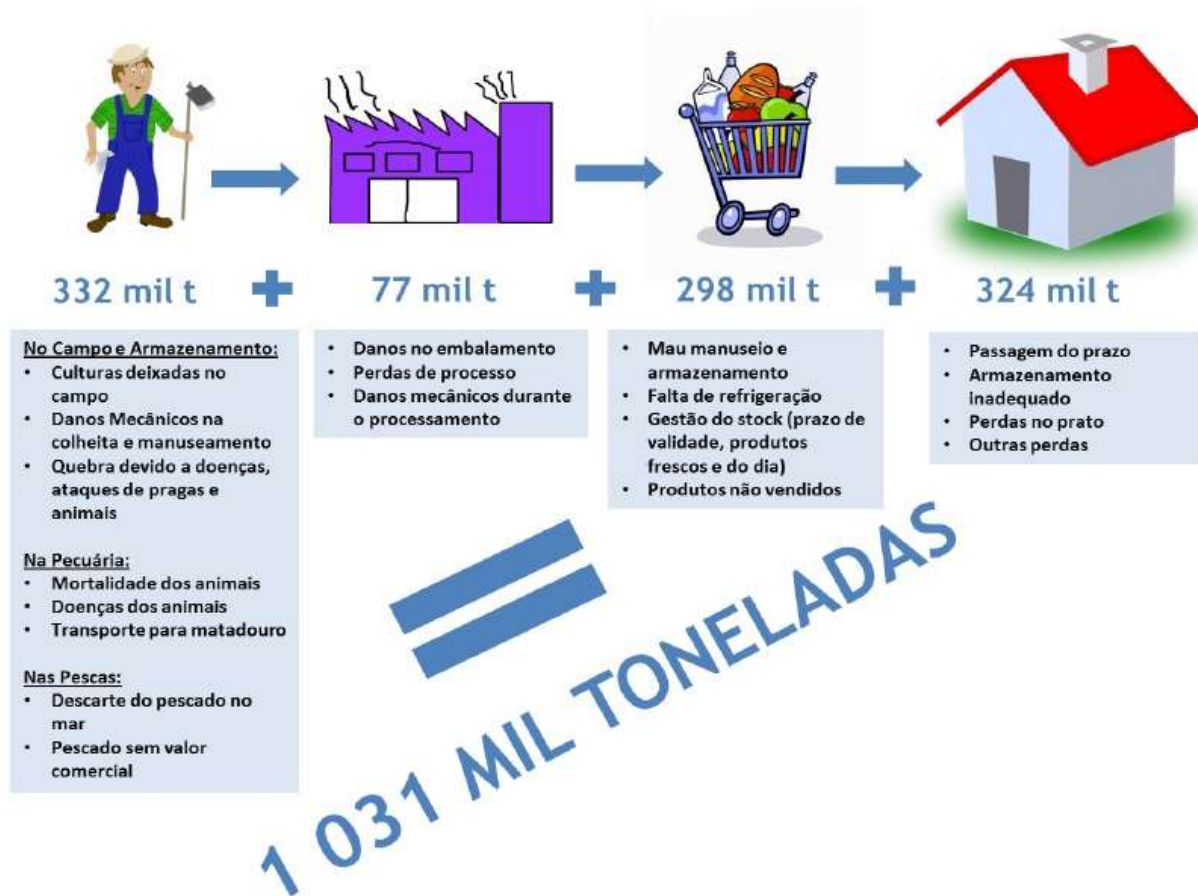 332 mil t + 77 mil t + 298 mil t + 324 mil t
No Campo e Armazenamento:
• Culturas deixadas no
campo
• Danos Mecânicos na
colheita e manuseamento
• Quebra devido a doenças,
ataques de pragas e
animais
Na Pecuária:
• Mortalidade dos animais
• Doenças dos animais
• Transporte para matadouro
Nas Pescas:
• Descarte do pescado no
mar
• Pescado sem valor
comercial
• Danos no embalamento
• Perdas de processo
• Danos mecânicos durante
o processamento
• Mau manuseio e
armazenamento
• Falta de refrigeração
• Gestão do stock (prazo de
validade, produtos
frescos e do dia)
• Produtos não vendidos
• Passagem do prazo
• Armazenamento
inadequado
• Perdas no prato
• Outras perdas
=
1 031 MIL TONELADAS